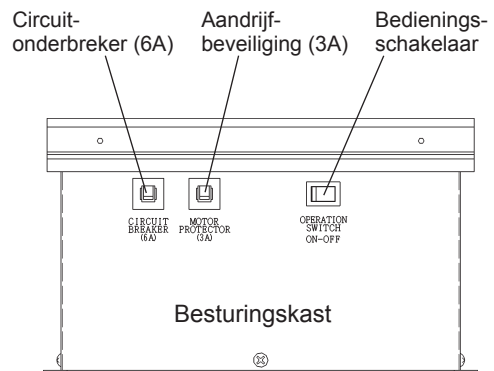 Circuit-
onderbreker (6A)
Aandrijf-
beveiliging (3A)
Bedienings-
schakelaar
CIRCUIT
BREAKER
(6A)
MOTOR
PROTECTOR
(3A)
OPERATION
SWITCH
ON-OFF
Besturingskast